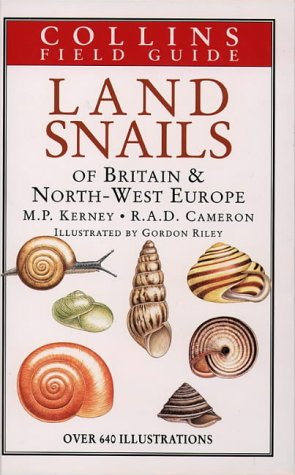 COLLINS
FIELD GUIDE
LAND
SNAILS
OF BRITAIN &
NORTH-WEST EUROPE
M.P. KERNEY • R.A.D. CAMERON
ILLUSTRATED BY GORDON RILEY
OVER 640 ILLUSTRATIONS